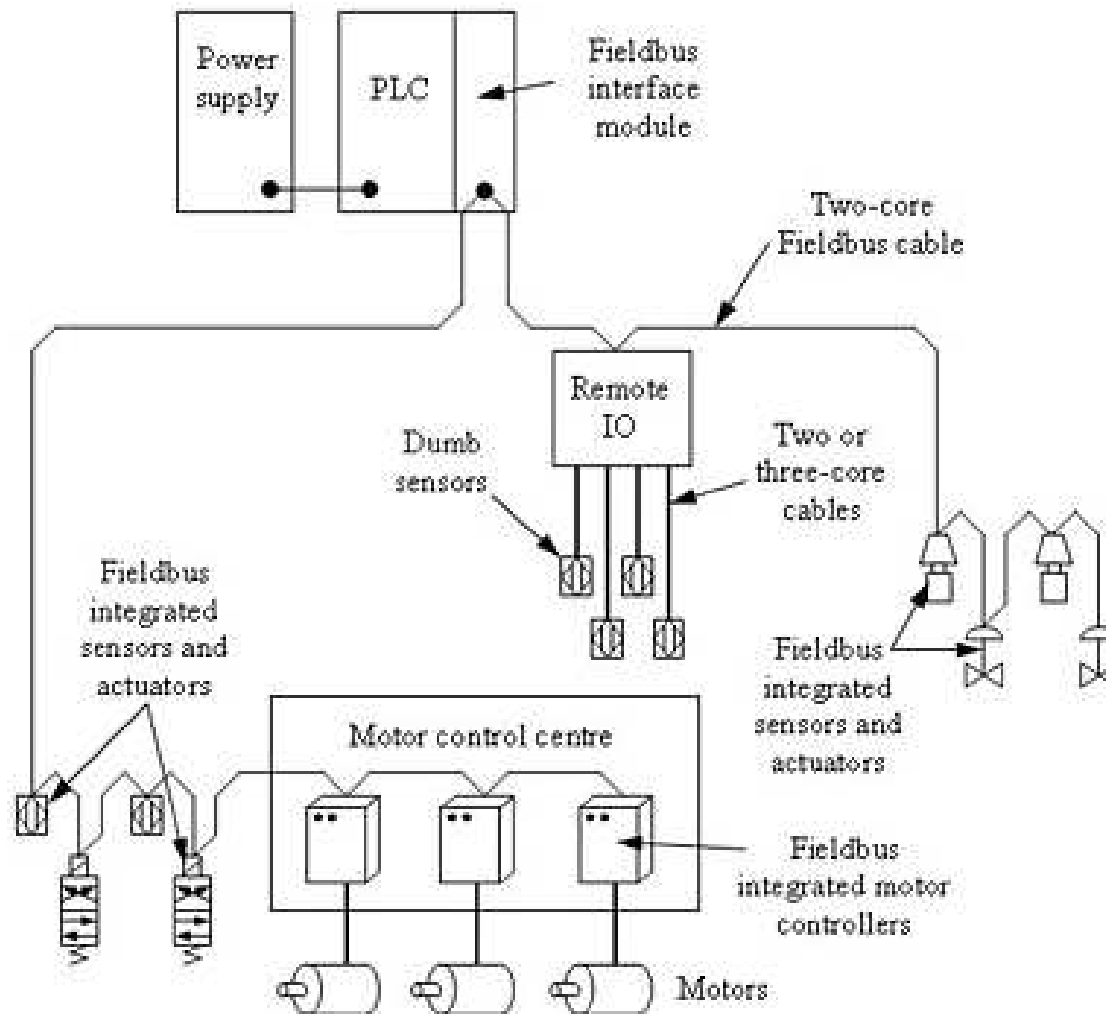 Power
supply
PLC
Fieldbus
interface
module
Two-core
Fieldbus cable
Remote
IO
Dumb
sensors
Two or
three-core
cables
Fieldbus
integrated
sensors and
actuators
Fieldbus
integrated
sensors and
actuators
Motor control centre
Fieldbus
integrated motor
controllers
Motors